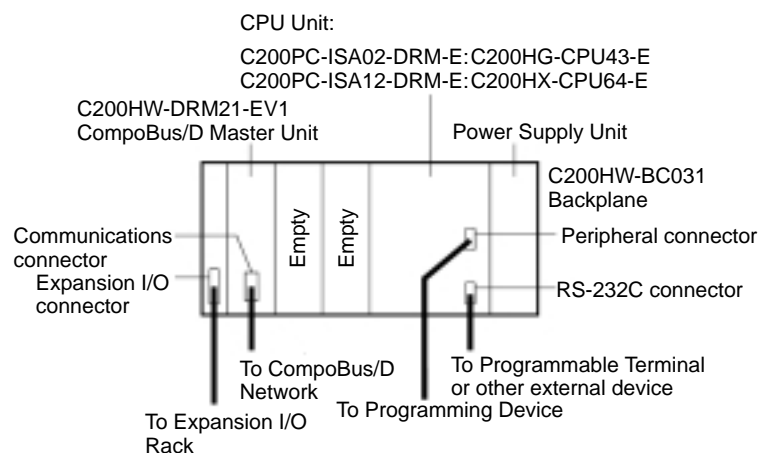 CPU Unit:
C200PC-ISA02-DRM-E:C200HG-CPU43-E
C200PC-ISA12-DRM-E:C200HX-CPU64-E
C200HW-DRM21-EV1
CompoBus/D Master Unit
Power Supply Unit
C200HW-BC031
Backplane
Empty
Empty
Communications
connector
Peripheral connector
Expansion I/O
connector
RS-232C connector
To CompoBus/D
Network
To Programmable Terminal
or other external device
To Programming Device
To Expansion I/O
Rack